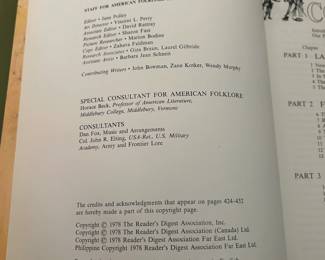 STAFF FOR AMERICAN FOLKLORE
Editor • Jane Polley
Art Director • Vincent L. Perry
Associate Editor • David Rattray
Research Editor • Sharon Fass
Picture Researcher • Marion Bodine
Copy Editor • Zahava Feldman
Research Associates • Gina Braun, Laurel Gilbride
Assistant Artist • Barbara Jean Schneit
Contributing Writers • John Bowman, Zane Kotker, Wendy Murphy
SPECIAL CONSULTANT FOR AMERICAN FOLKLORE
Horace Beck, Professor of American Literature,
Middlebury College, Middlebury, Vermont
CONSULTANTS
Dan Fox, Music and Arrangements
Col. John R. Elting, USA-Ret., U.S. Military
Academy, Army and Frontier Lore
The credits and acknowledgments that appear on pages 424-432
are hereby made a part of this copyright page.
Copyright © 1978 The Reader's Digest Association, Inc.
Copyright © 1978 The Reader's Digest Association (Canada) Ltd.
Copyright © 1978 Reader's Digest Association Far East Ltd.
Philippine Copyright © 1978 Reader's Digest Association Far East Ltd.
PART 1
PART 2
PART 3